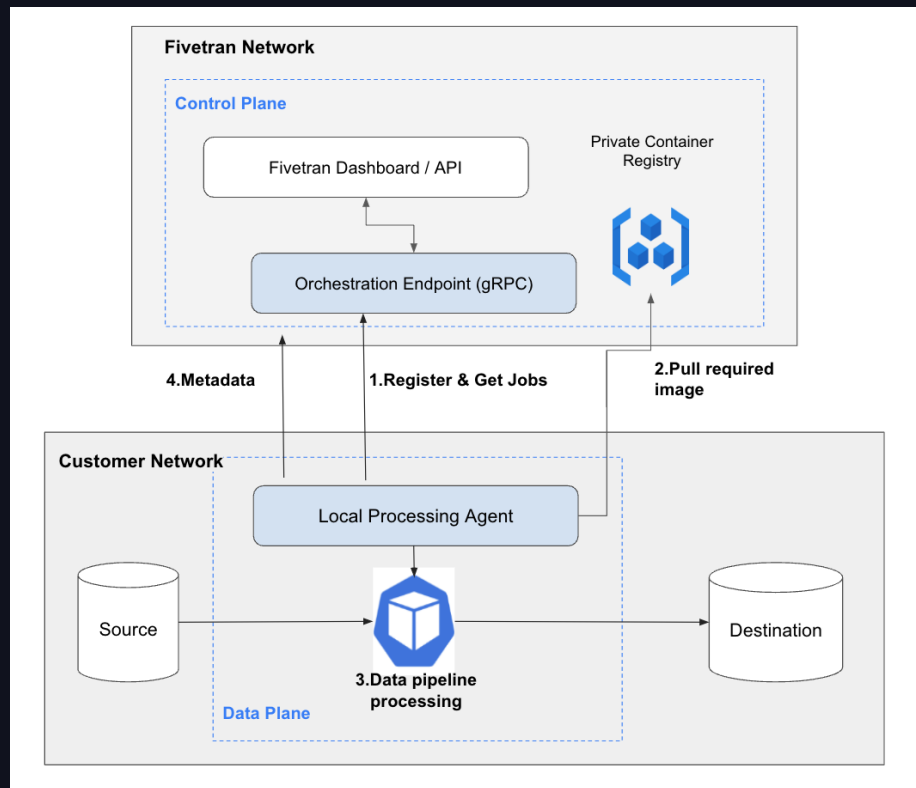 Fivetran Network
Control Plane
Fivetran Dashboard / API
Private Container
Registry
Orchestration Endpoint (gRPC)
4.Metadata
1.Register & Get Jobs
2.Pull required
image
Customer Network
Local Processing Agent
Source
Destination
3.Data pipeline
processing
Data Plane